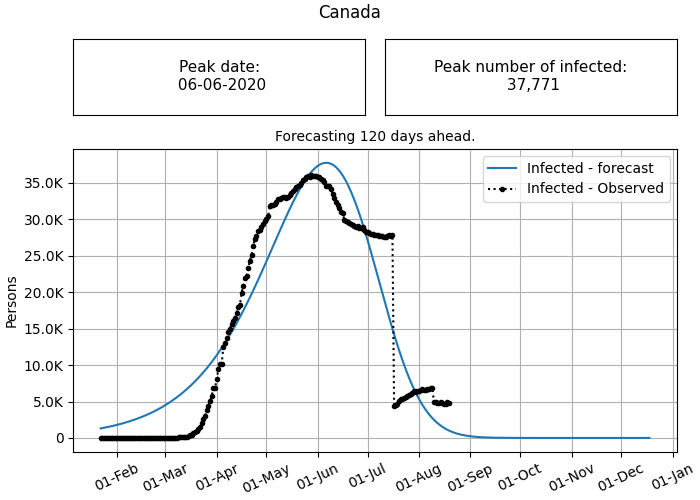 Canada
Peak date:
06-06-2020
Peak number of infected:
37,771
Forecasting 120 days ahead.
Infected - forecast
Infected - Observed
Persons
35.0K
30.0K
25.0K
20.0K
15.0K
10.0K
5.0K
0
01-Feb
01-Mar
01-Apr
01-May
01-Jun
01-Jul
01-Aug
01-Sep
01-Oct
01-Nov
01-Dec
01-Jan